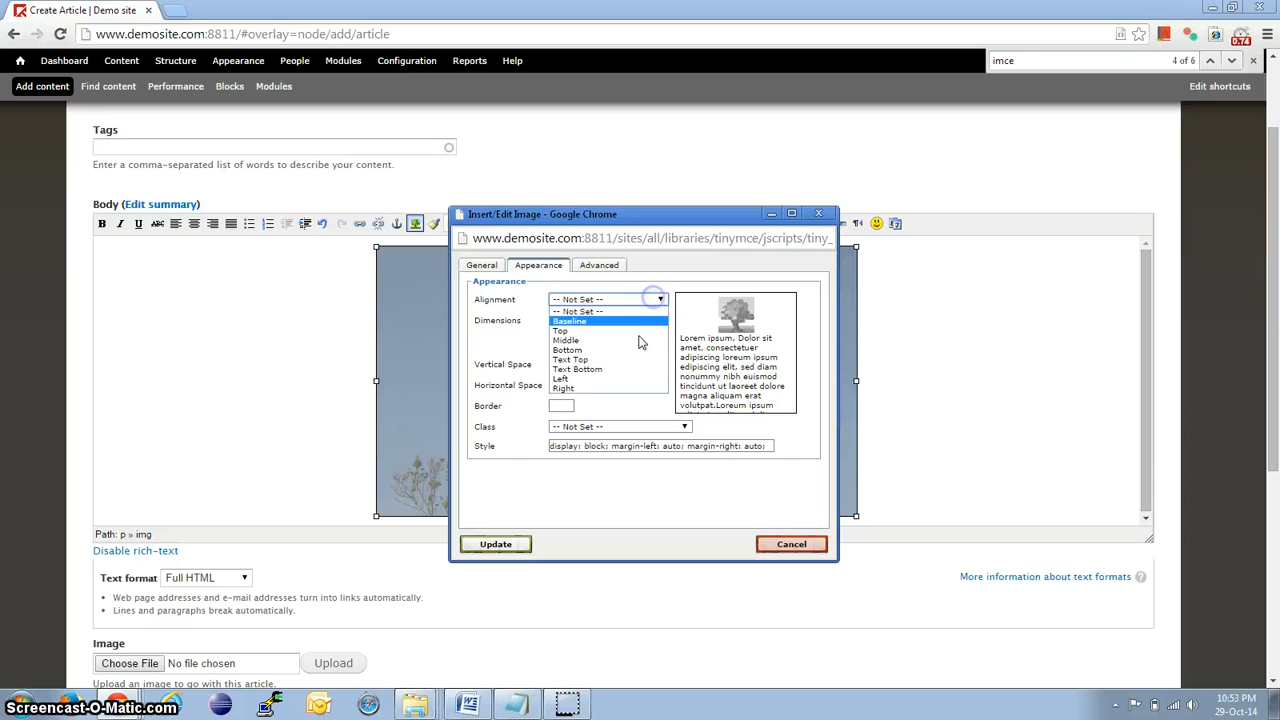 Create Article | Demo site
www.demosite.com:8811/#overlay=node/add/article
0.74
Dashboard Content Structure Appearance People Modules Configuration Reports Help
imce 4 of 6
Add content Find content Performance Blocks Modules Edit shortcuts
Tags
Enter a comma-separated list of words to describe your content.
Body (Edit summary)
B I U ABC
Insert/Edit Image - Google Chrome
www.demosite.com:8811/sites/all/libraries/tinymce/jscripts/tiny_
General Appearance Advanced
Appearance
Alignment -- Not Set --
-- Not Set --
Baseline
Top
Middle
Bottom
Text Top
Text Bottom
Left
Right
Dimensions
Vertical Space
Horizontal Space
Border
Class -- Not Set --
Style display: block; margin-left: auto; margin-right: auto;
Lorem ipsum, Dolor sit
amet, consectetuer
adipiscing loreum ipsum
edipiscing elit, sed diam
nonummy nibh euismod
tincidunt ut laoreet dolore
magna aliquam erat
volutpat.Loreum ipsum
Update Cancel
Path: p » img
Disable rich-text
Text format Full HTML
More information about text formats ?
• Web page addresses and e-mail addresses turn into links automatically.
• Lines and paragraphs break automatically.
Image
Choose File No file chosen Upload
Upload an image to go with this article.
Screencast-O-Matic.com
10:53 PM
29-Oct-14